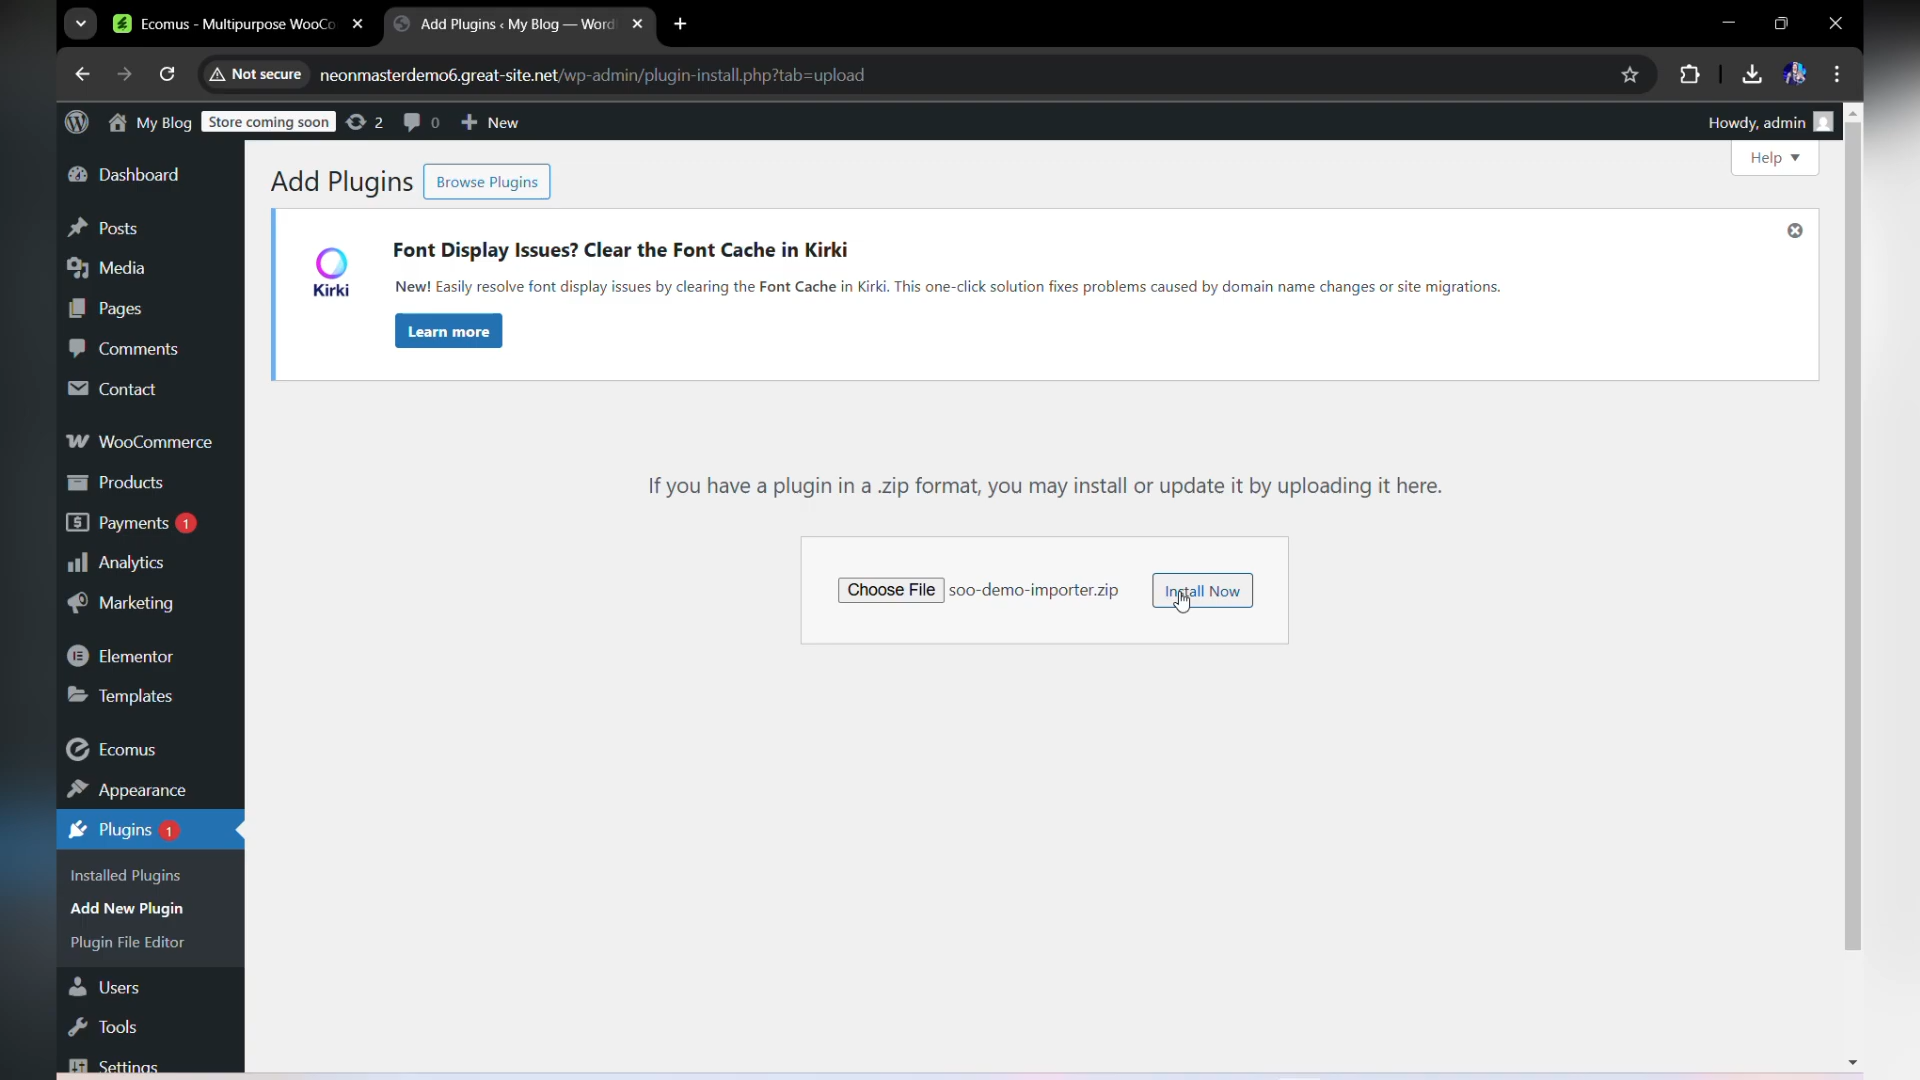 Ecomus - Multipurpose WooCo
Add Plugins ‹ My Blog — Word
Not secure
neonmasterdemo6.great-site.net/wp-admin/plugin-install.php?tab=upload
My Blog
Store coming soon
2
0
New
Howdy, admin
Dashboard
Posts
Media
Pages
Comments
Contact
WooCommerce
Products
Payments 1
Analytics
Marketing
Elementor
Templates
Ecomus
Appearance
Plugins 1
Installed Plugins
Add New Plugin
Plugin File Editor
Users
Tools
Settings
Help
Add Plugins
Browse Plugins
Kirki
Font Display Issues? Clear the Font Cache in Kirki
New! Easily resolve font display issues by clearing the Font Cache in Kirki. This one-click solution fixes problems caused by domain name changes or site migrations.
Learn more
If you have a plugin in a .zip format, you may install or update it by uploading it here.
Choose File soo-demo-importer.zip
Install Now